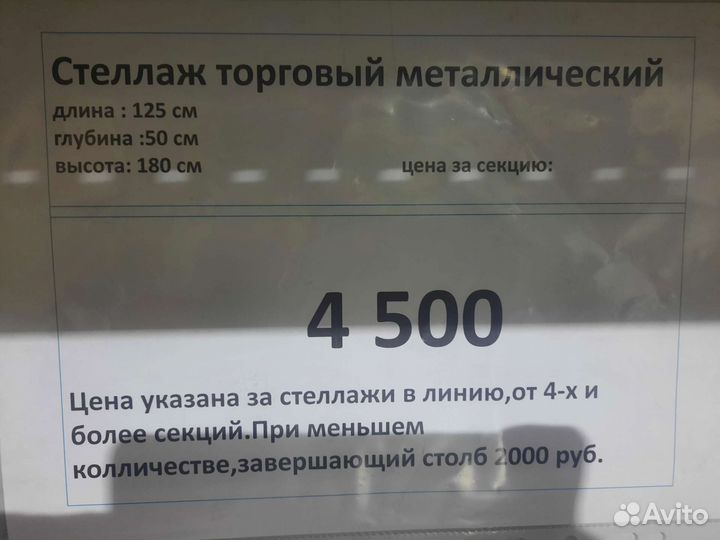 Стеллаж торговый металлический
длина : 125 см
глубина :50 см
высота: 180 см цена за секцию:
4 500
Цена указана за стеллажи в линию,от 4-х и
более секций.При меньшем
колличестве,завершающий столб 2000 руб.
Avito